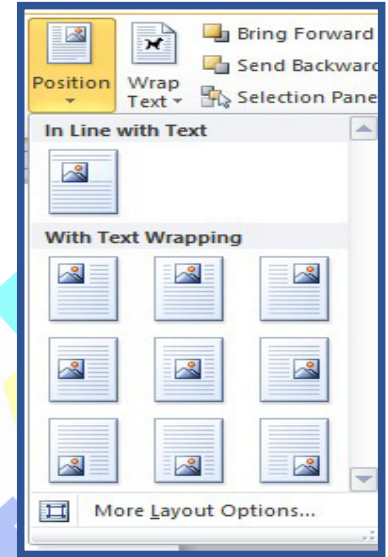 Position
Wrap
Text
Bring Forward
Send Backward
Selection Pane
In Line with Text
With Text Wrapping
More Layout Options...